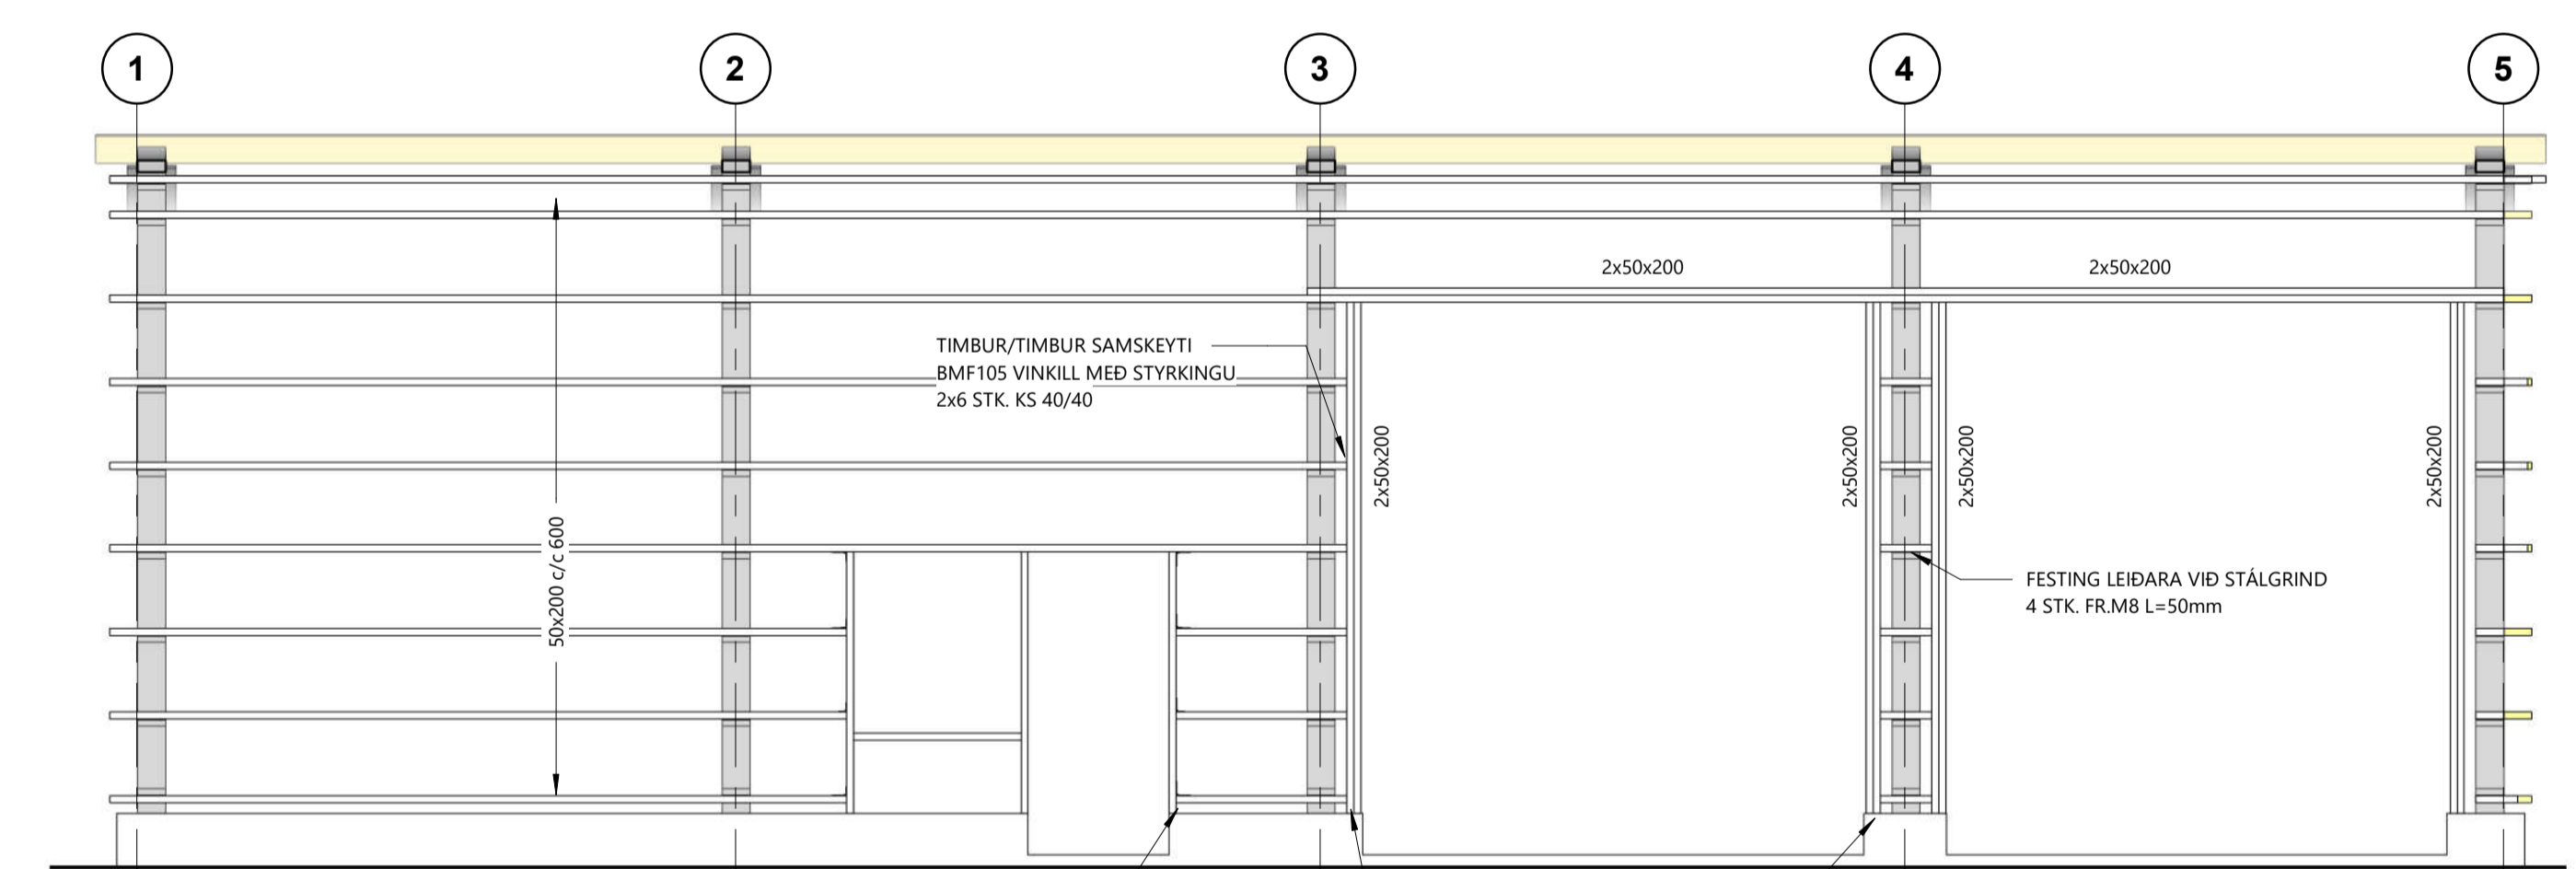 1
2
3
4
5
2x50x200
2x50x200
TIMBUR/TIMBUR SAMSKEYTI
BMF105 VINKILL MEÐ STYRKINGU
2x6 STK. KS 40/40
2x50x200
2x50x200
2x50x200
2x50x200
50x200 c/c 600
FESTING LEIÐARA VIÐ STÁLGRIND
4 STK. FR.M8 L=50mm